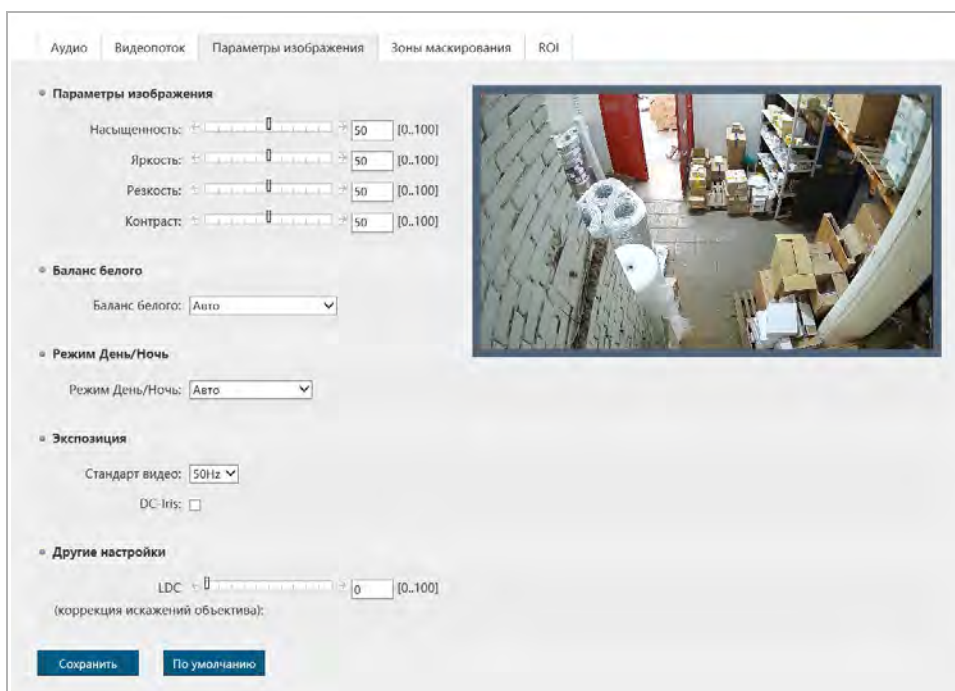 Аудио Видеопоток Параметры изображения Зоны маскирования ROI
Параметры изображения
Насыщенность: 50 [0..100]
Яркость: 50 [0..100]
Резкость: 50 [0..100]
Контраст: 50 [0..100]
Баланс белого
Баланс белого: Авто
Режим День/Ночь
Режим День/Ночь: Авто
Экспозиция
Стандарт видео: 50Hz
DC-Iris:
Другие настройки
LDC 0 [0..100]
(коррекция искажений объектива):
Сохранить По умолчанию